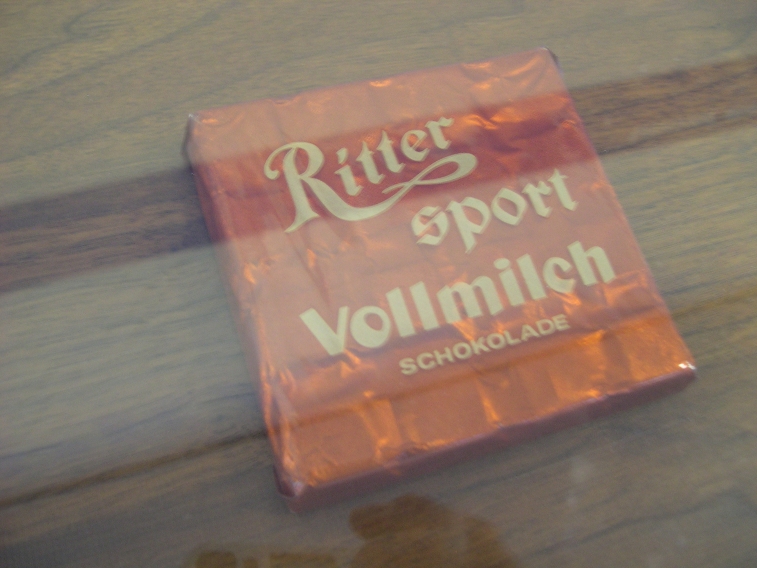 Ritter
sport
Vollmilch
SCHOKOLADE